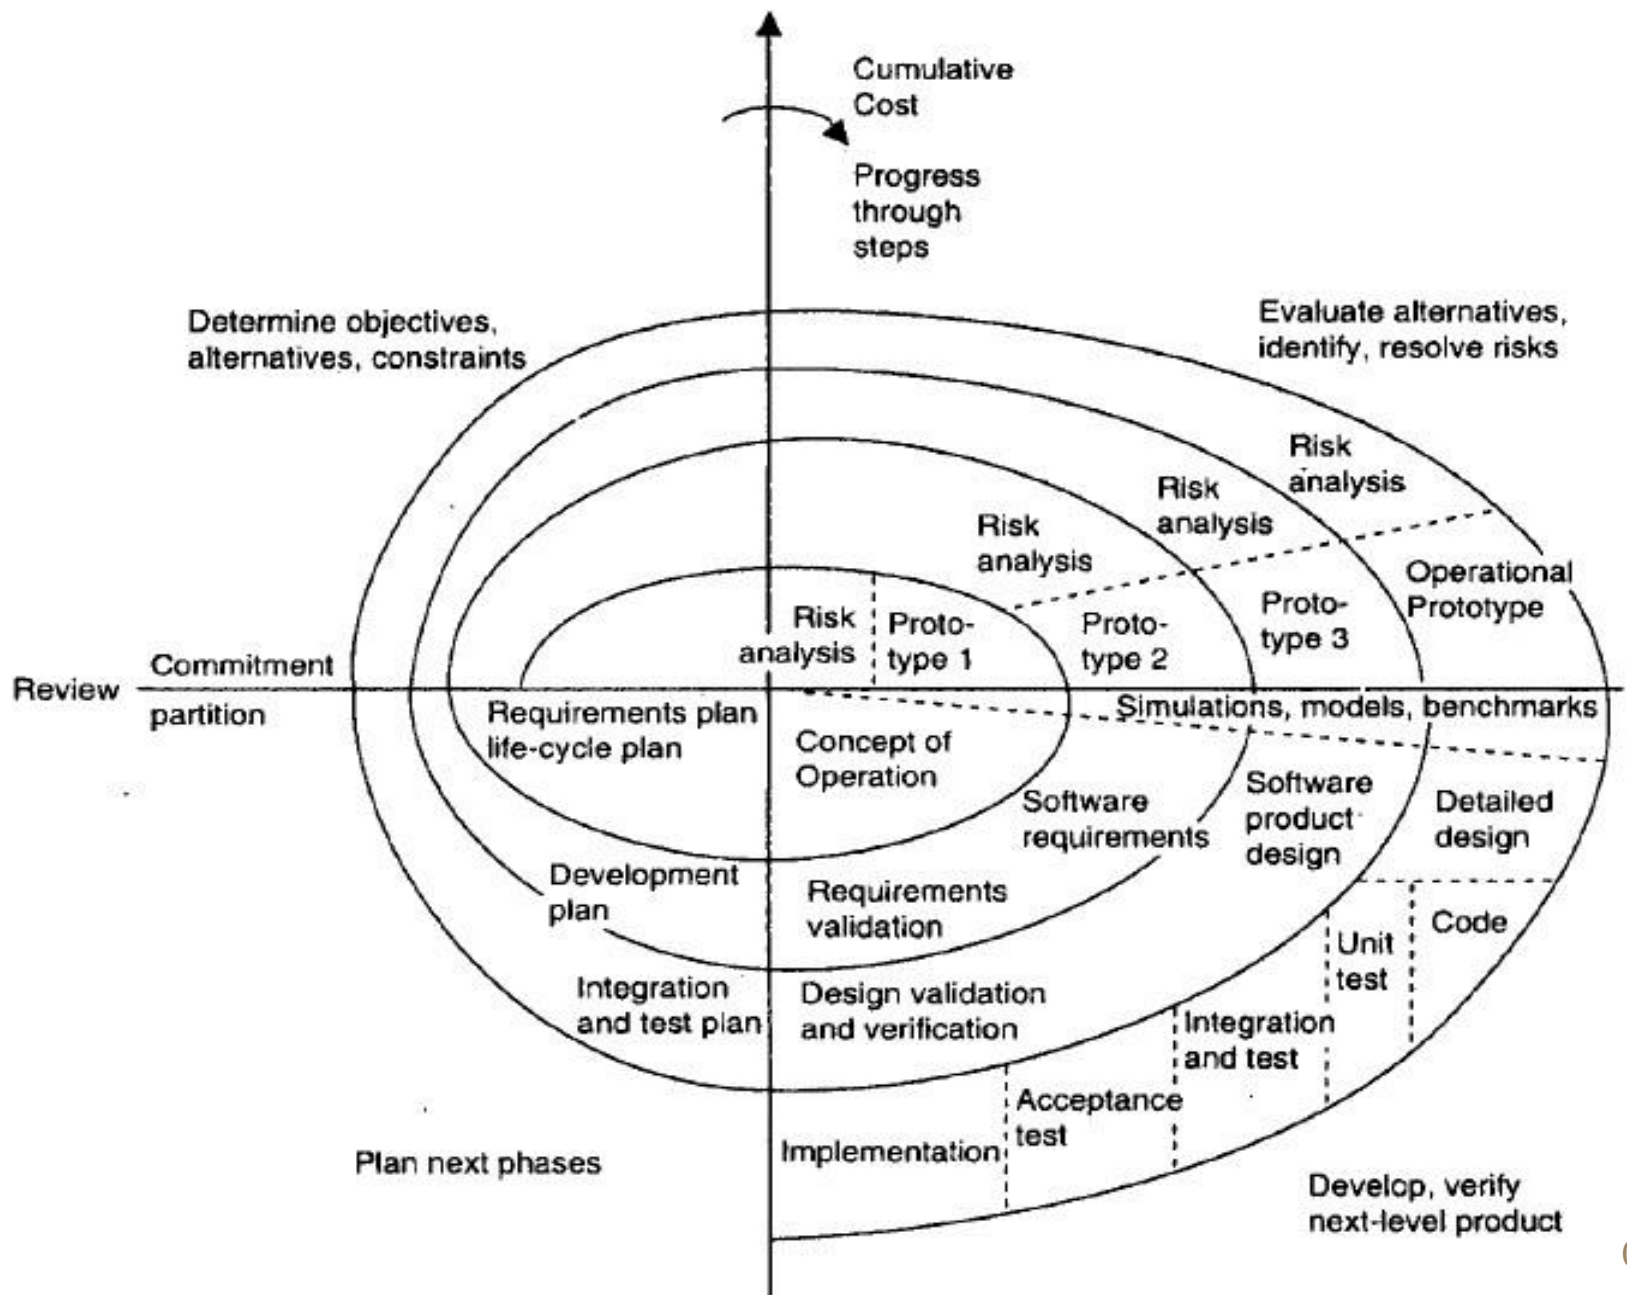 Cumulative
Cost
Progress
through
steps
Determine objectives,
alternatives, constraints
Evaluate alternatives,
identify, resolve risks
Risk
analysis
Risk
analysis
Risk
analysis
Operational
Prototype
Risk
analysis
Proto-
type 1
Proto-
type 2
Proto-
type 3
Review
Commitment
partition
Requirements plan
life-cycle plan
Concept of
Operation
Simulations, models, benchmarks
Software
requirements
Software
product
design
Detailed
design
Development
plan
Requirements
validation
Unit
test
Code
Integration
and test plan
Design validation
and verification
Integration
and test
Acceptance
test
Implementation
Plan next phases
Develop, verify
next-level product